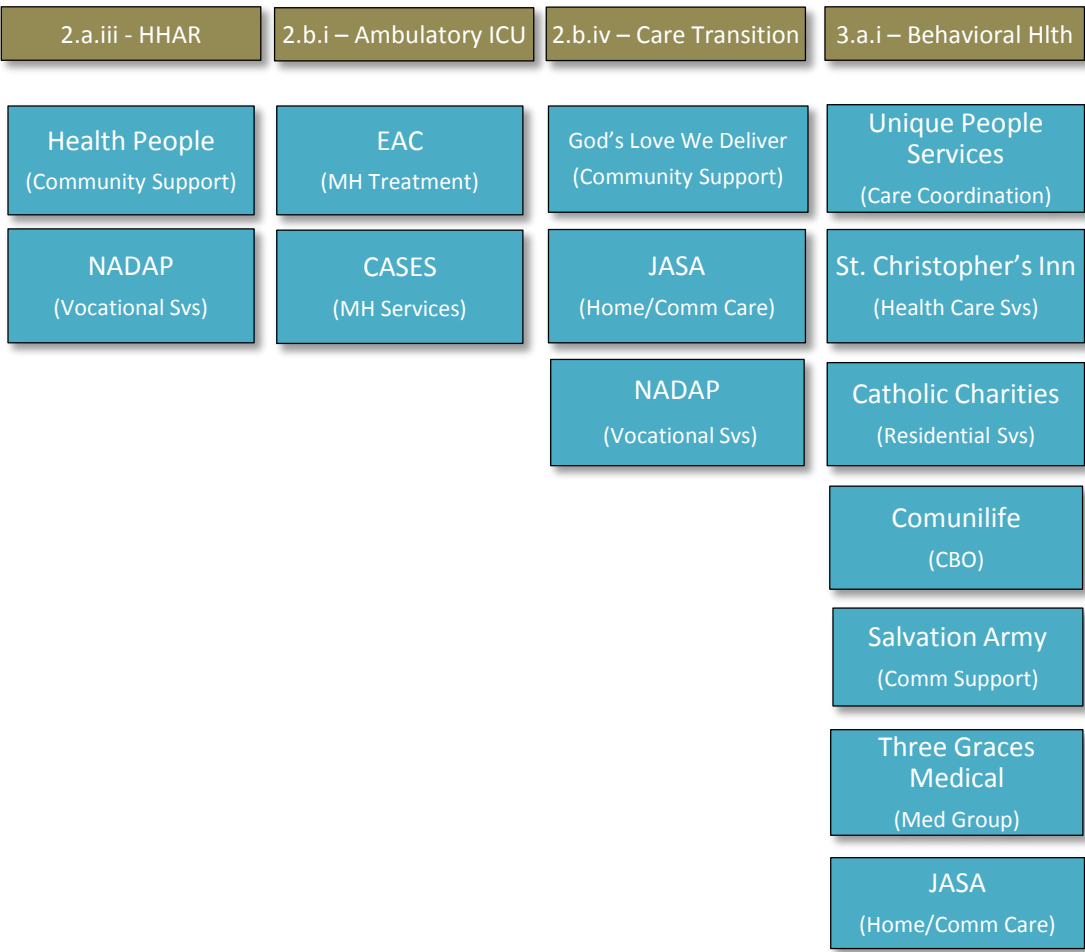 2.a.iii - HHAR
2.b.i – Ambulatory ICU
2.b.iv – Care Transition
3.a.i – Behavioral Hlth
Health People
(Community Support)
NADAP
(Vocational Svs)
EAC
(MH Treatment)
CASES
(MH Services)
God’s Love We Deliver
(Community Support)
JASA
(Home/Comm Care)
NADAP
(Vocational Svs)
Unique People
Services
(Care Coordination)
St. Christopher’s Inn
(Health Care Svs)
Catholic Charities
(Residential Svs)
Comunilife
(CBO)
Salvation Army
(Comm Support)
Three Graces
Medical
(Med Group)
JASA
(Home/Comm Care)